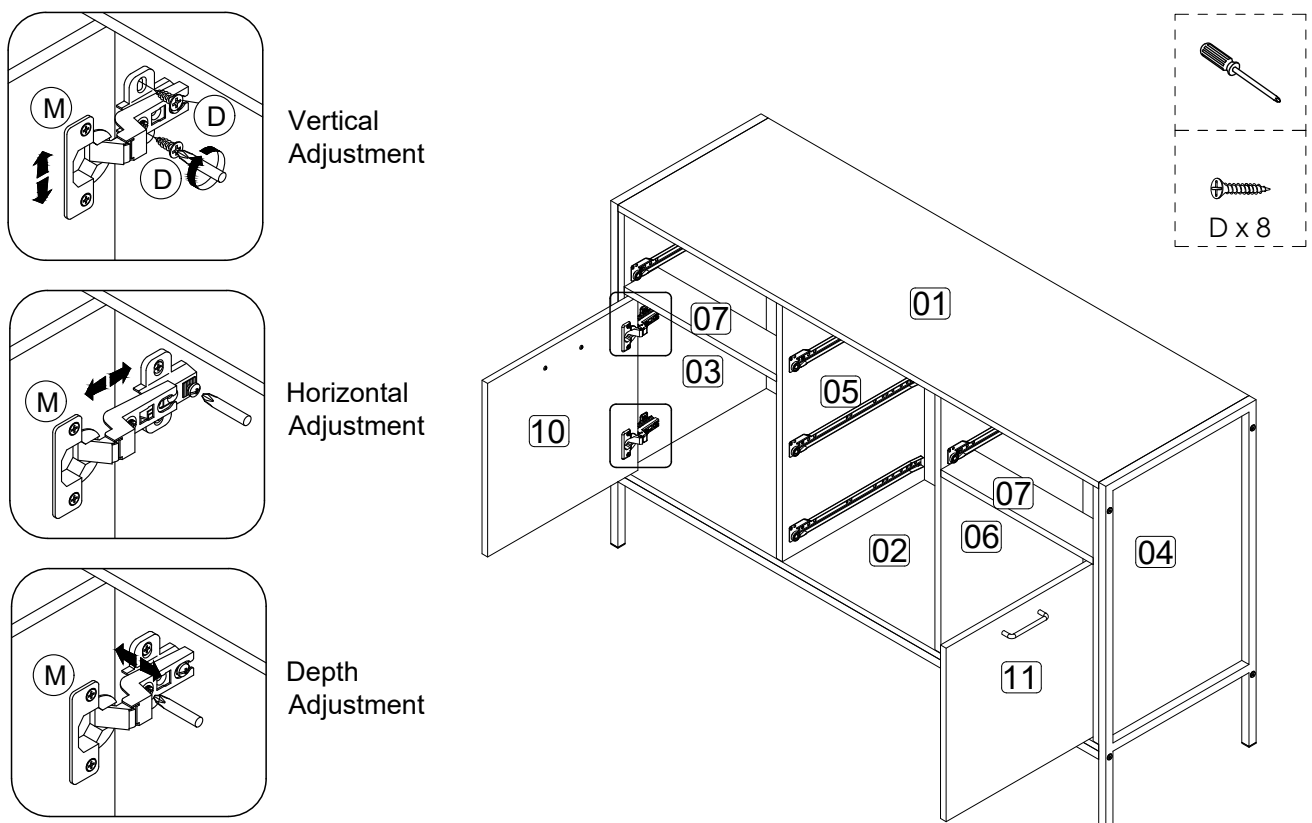 M
D
D
Vertical
Adjustment
M
Horizontal
Adjustment
M
Depth
Adjustment
D x 8
01
07
03
05
10
07
02
06
04
11